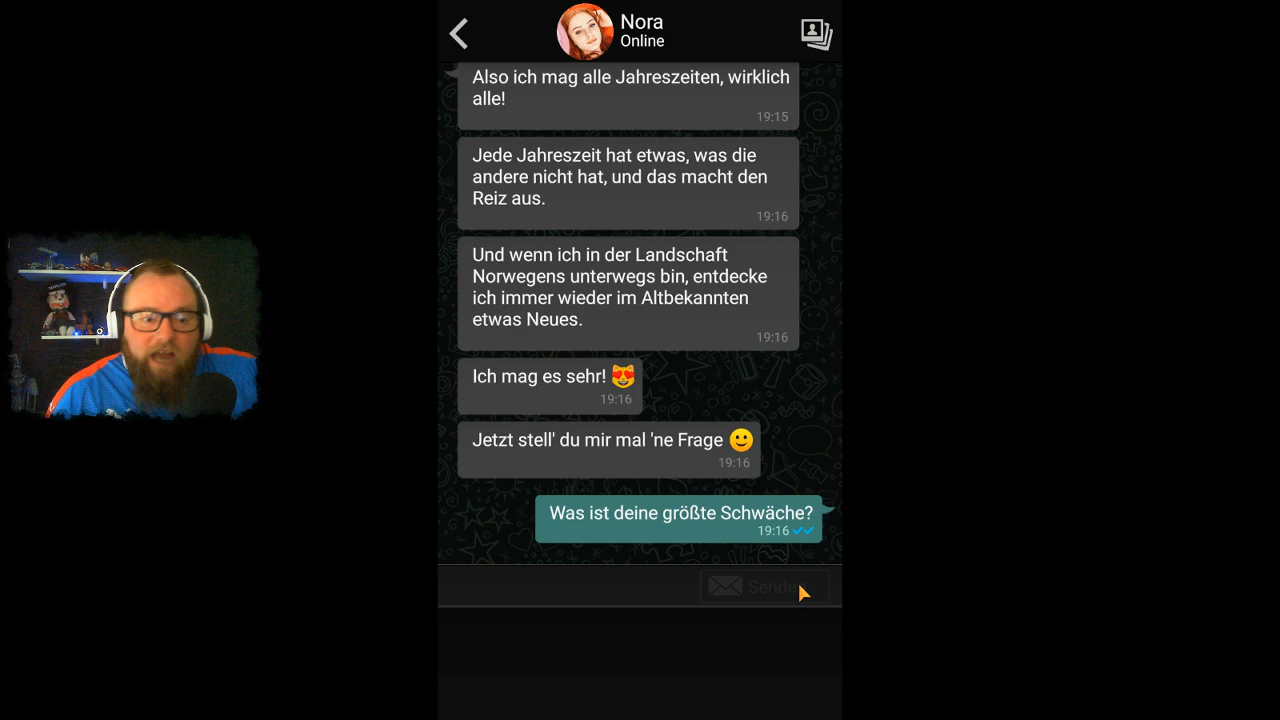 Nora
Online
Also ich mag alle Jahreszeiten, wirklich
alle!
19:15
Jede Jahreszeit hat etwas, was die
andere nicht hat, und das macht den
Reiz aus.
19:16
Und wenn ich in der Landschaft
Norwegens unterwegs bin, entdecke
ich immer wieder im Altbekannten
etwas Neues.
19:16
Ich mag es sehr! 😻
19:16
Jetzt stell' du mir mal 'ne Frage 🙂
19:16
Was ist deine größte Schwäche?
19:16